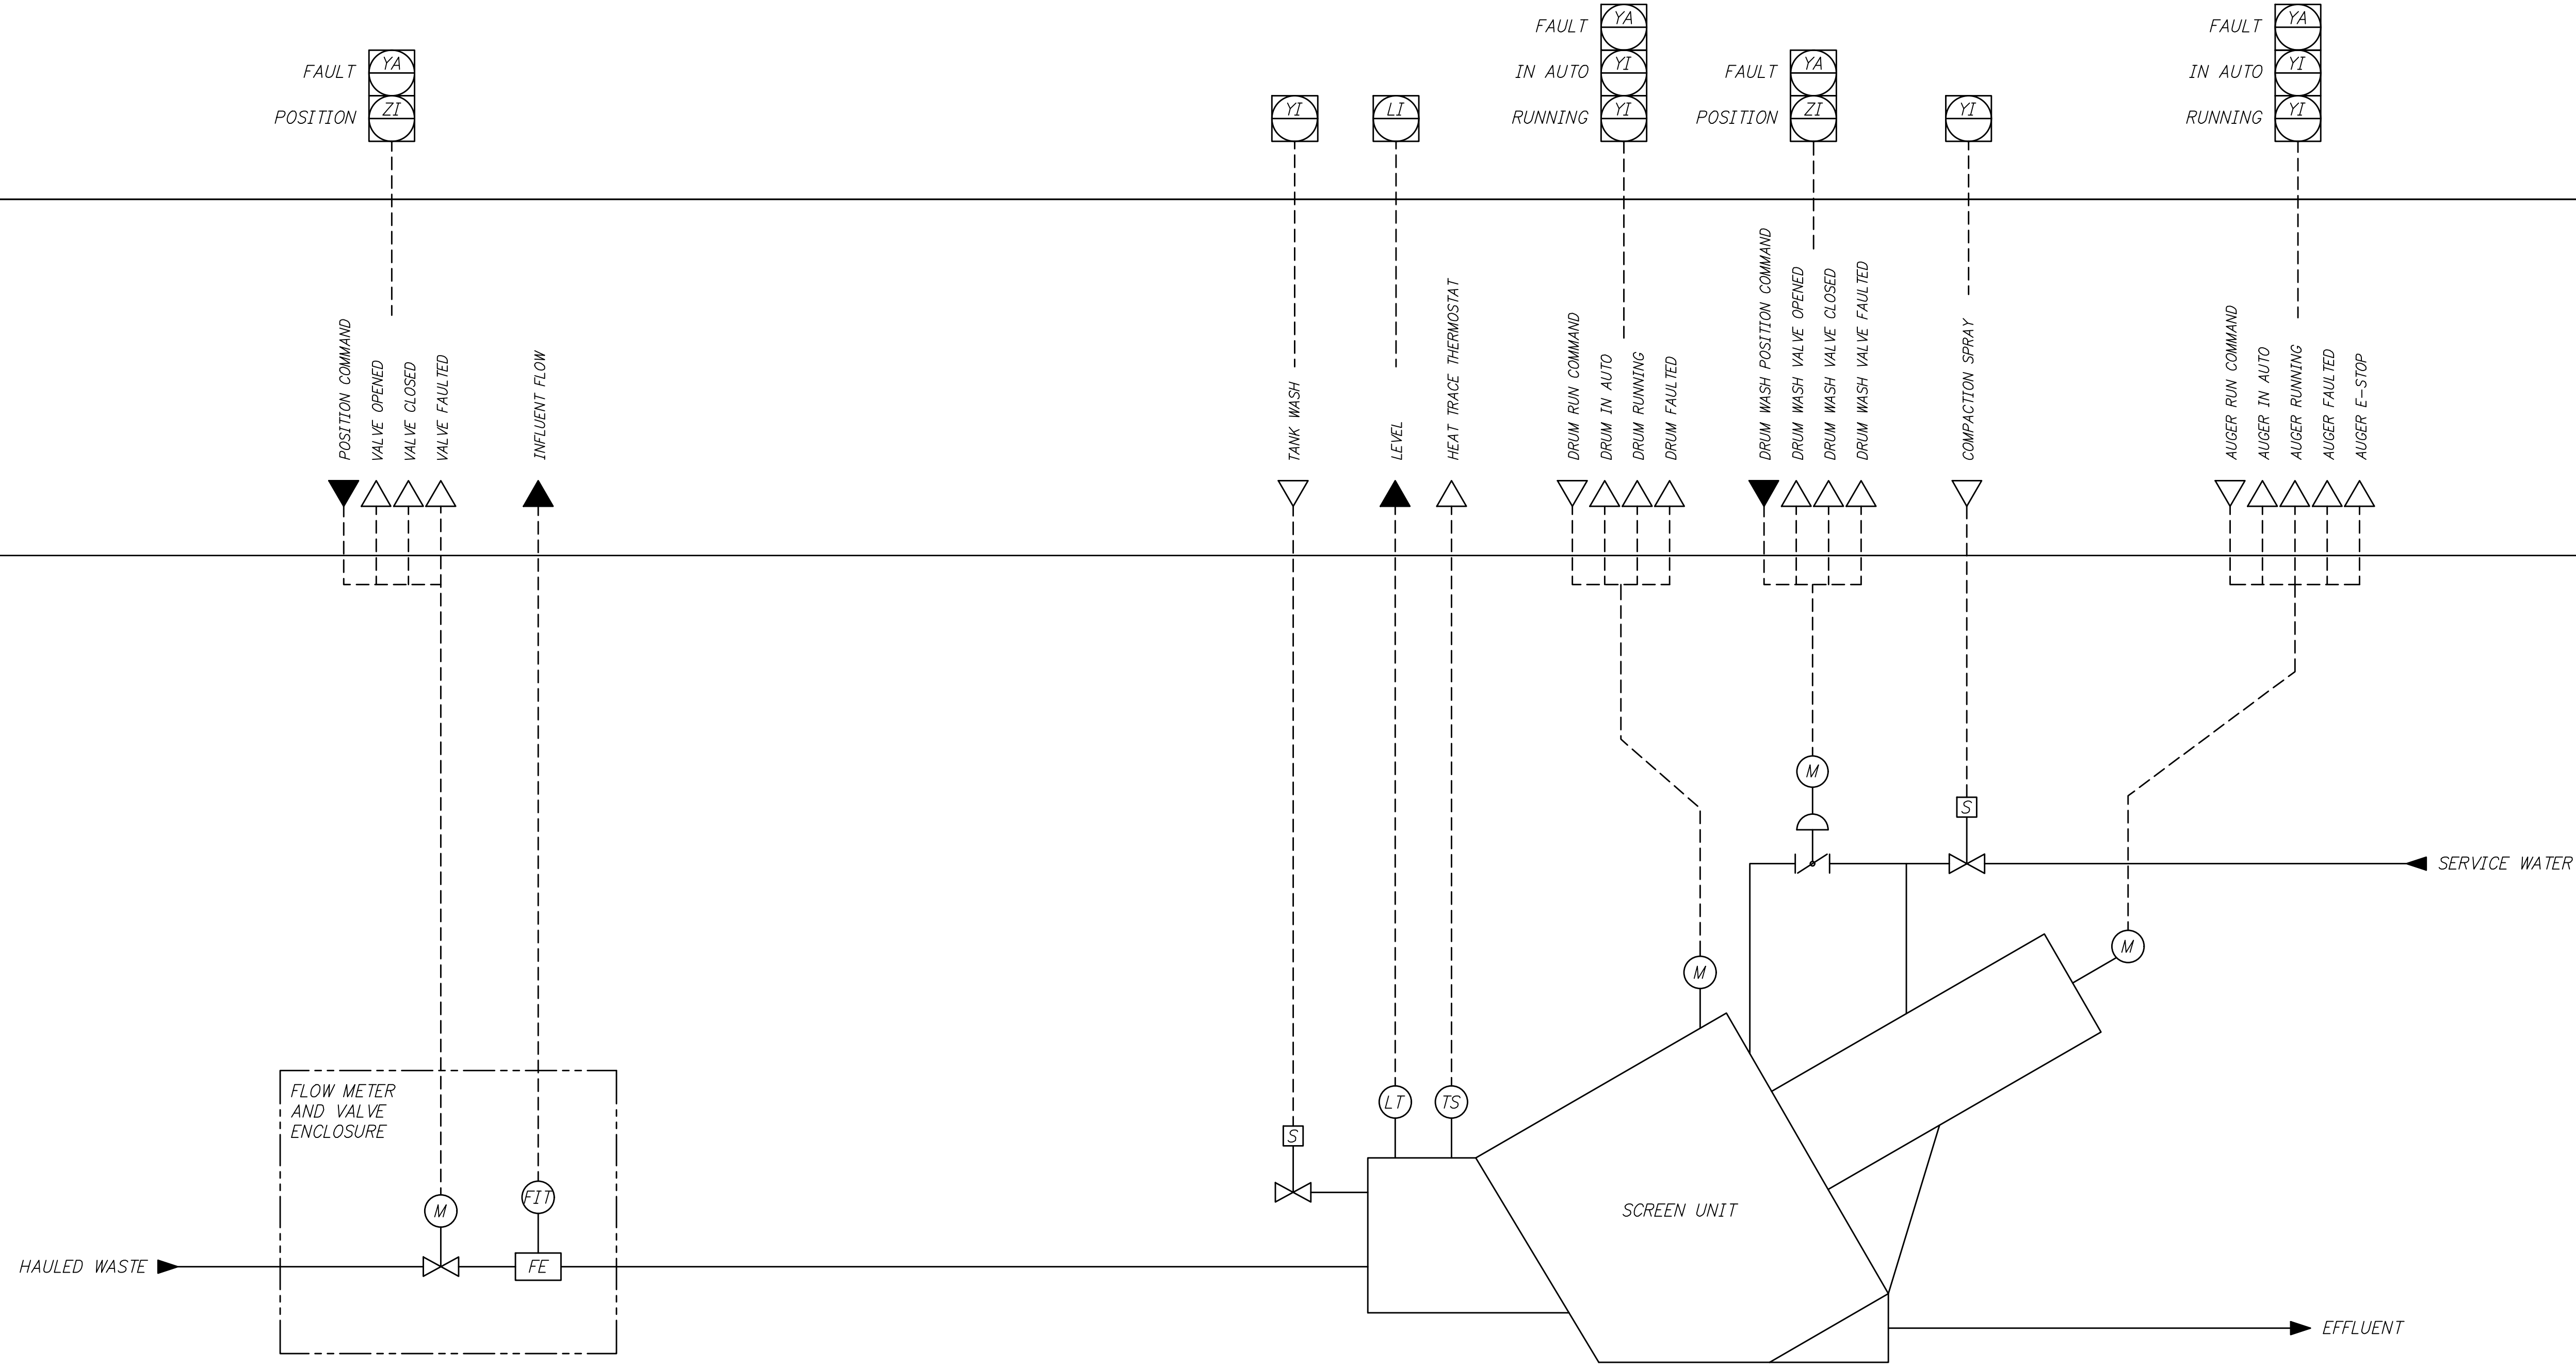 FAULT
YA
POSITION
ZI
YI
LI
FAULT
YA
IN AUTO
YI
RUNNING
YI
FAULT
YA
POSITION
ZI
YI
FAULT
YA
IN AUTO
YI
RUNNING
YI
POSITION COMMAND
VALVE OPENED
VALVE CLOSED
VALVE FAULTED
INFLUENT FLOW
TANK WASH
LEVEL
HEAT TRACE THERMOSTAT
DRUM RUN COMMAND
DRUM IN AUTO
DRUM RUNNING
DRUM FAULTED
DRUM WASH POSITION COMMAND
DRUM WASH VALVE OPENED
DRUM WASH VALVE CLOSED
DRUM WASH VALVE FAULTED
COMPACTION SPRAY
AUGER RUN COMMAND
AUGER IN AUTO
AUGER RUNNING
AUGER FAULTED
AUGER E-STOP
M
S
SERVICE WATER
M
M
FLOW METER
AND VALVE
ENCLOSURE
LT
TS
S
M
FIT
SCREEN UNIT
HAULED WASTE
FE
EFFLUENT